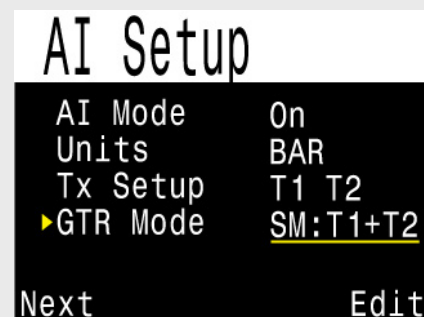 AI Setup
AI Mode On
Units BAR
Tx Setup T1 T2
GTR Mode SM:T1+T2
Next Edit